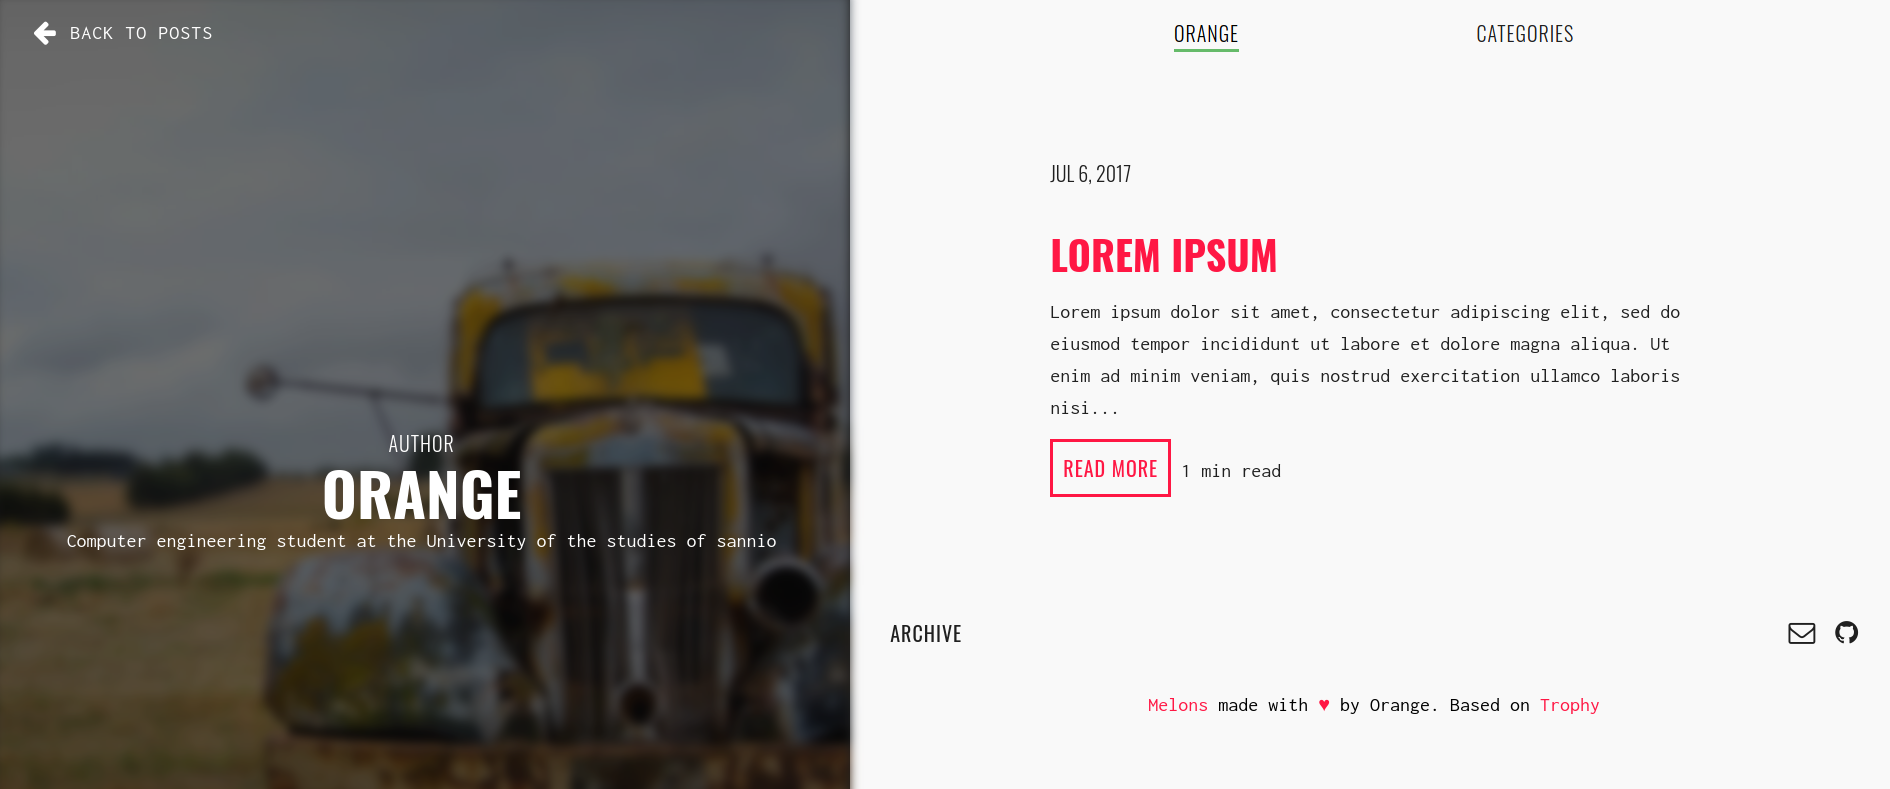 BACK TO POSTS
AUTHOR
ORANGE
Computer engineering student at the University of the studies of sannio
ORANGE
CATEGORIES
JUL 6, 2017
LOREM IPSUM
Lorem ipsum dolor sit amet, consectetur adipiscing elit, sed do
eiusmod tempor incididunt ut labore et dolore magna aliqua. Ut
enim ad minim veniam, quis nostrud exercitation ullamco laboris
nisi...
READ MORE
1 min read
ARCHIVE
Melons made with ♥ by Orange. Based on Trophy